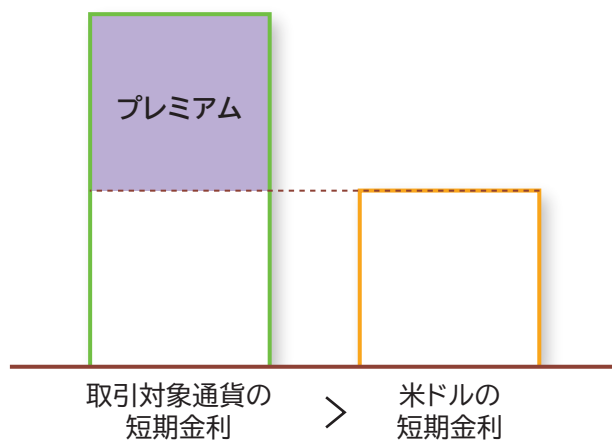 プレミアム
取引対象通貨の
短期金利
>
米ドルの
短期金利